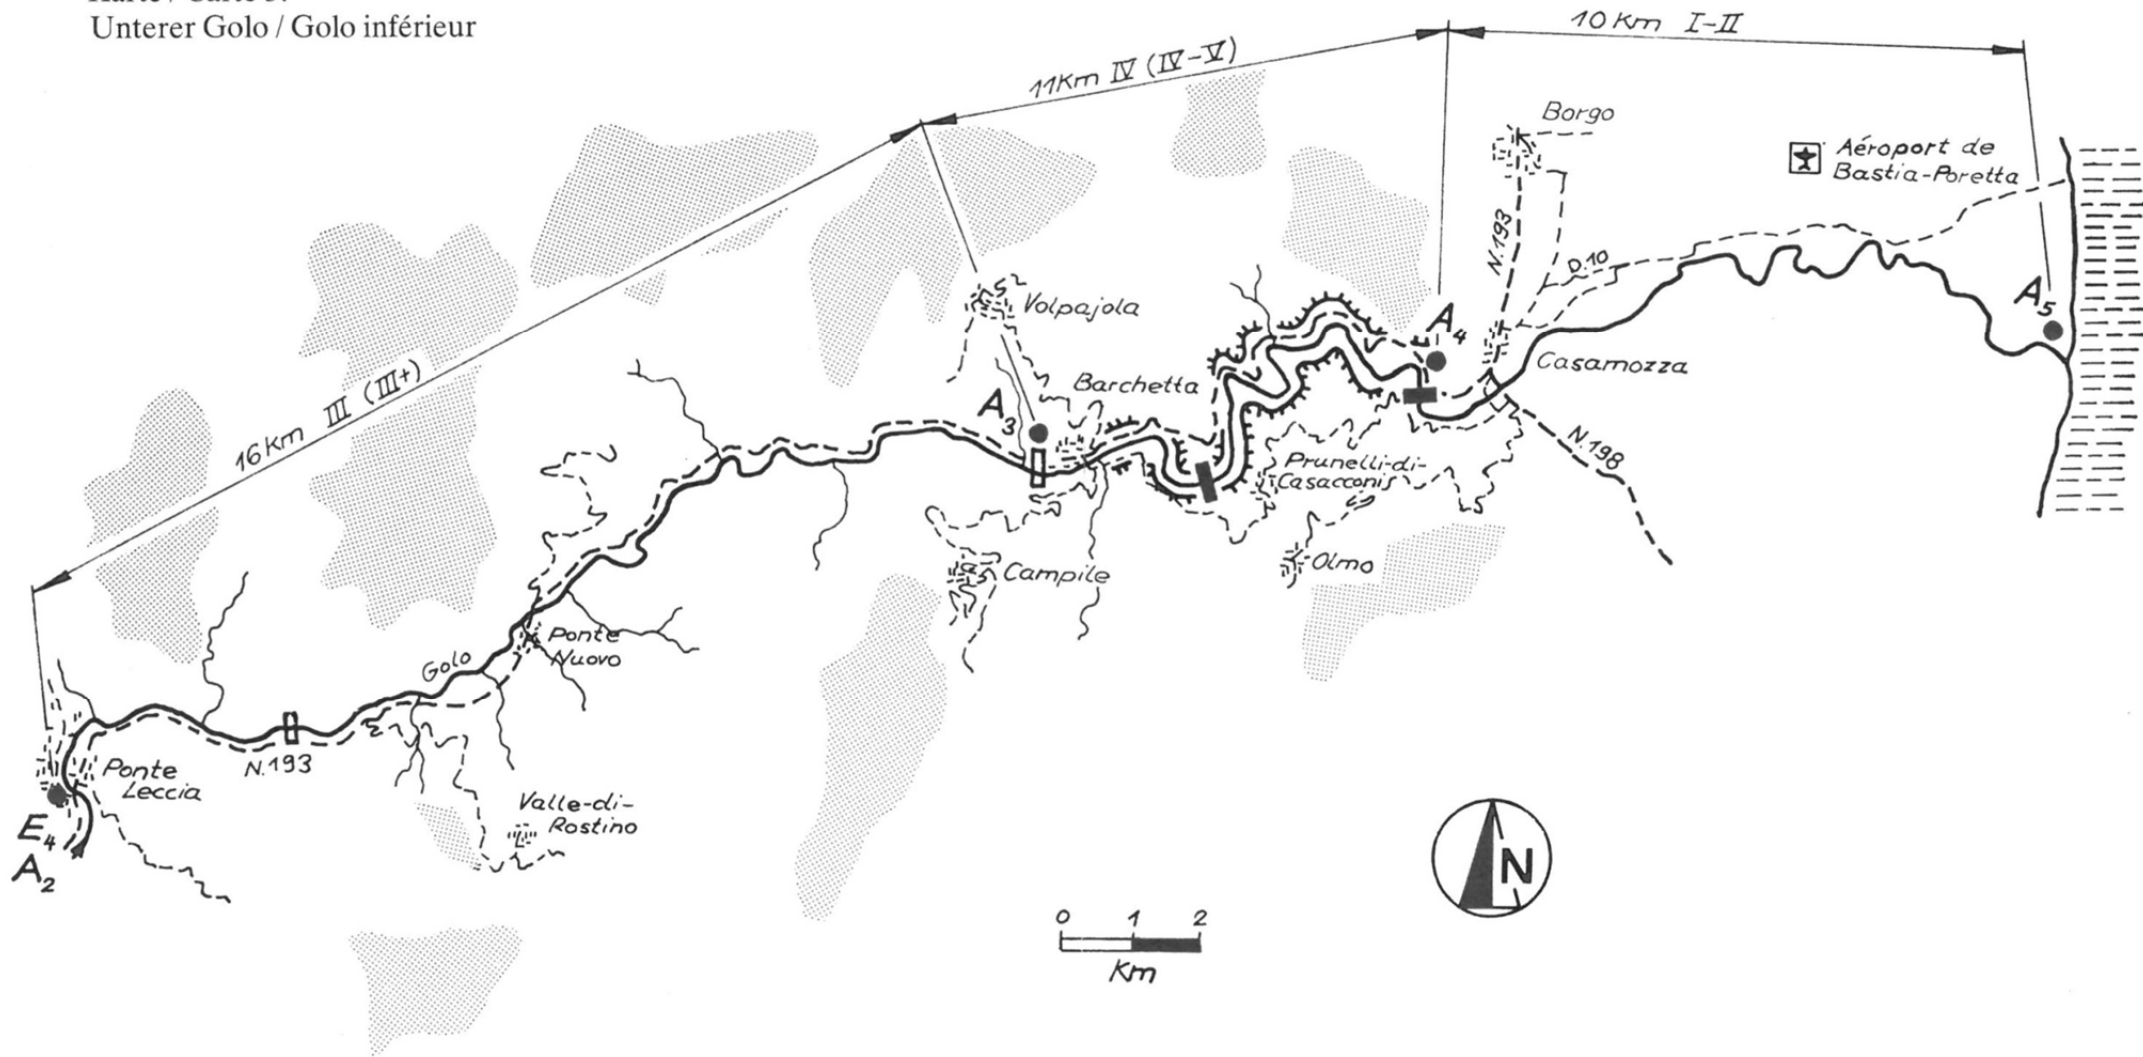 Unterer Golo / Golo inférieur
10 Km I-II
11 Km IV (IV-V)
16 Km III (III+)
Borgo
Aéroport de
Bastia-Poretta
N.193
D.10
A5
Volpajola
A4
Casamozza
Barchetta
A3
N.198
Prunelli-di-
Casacconis
Olmo
Campile
Ponte
Nuovo
Golo
N.193
Ponte
Leccia
Valle-di-
Rostino
E4
A2
N
0 1 2
Km